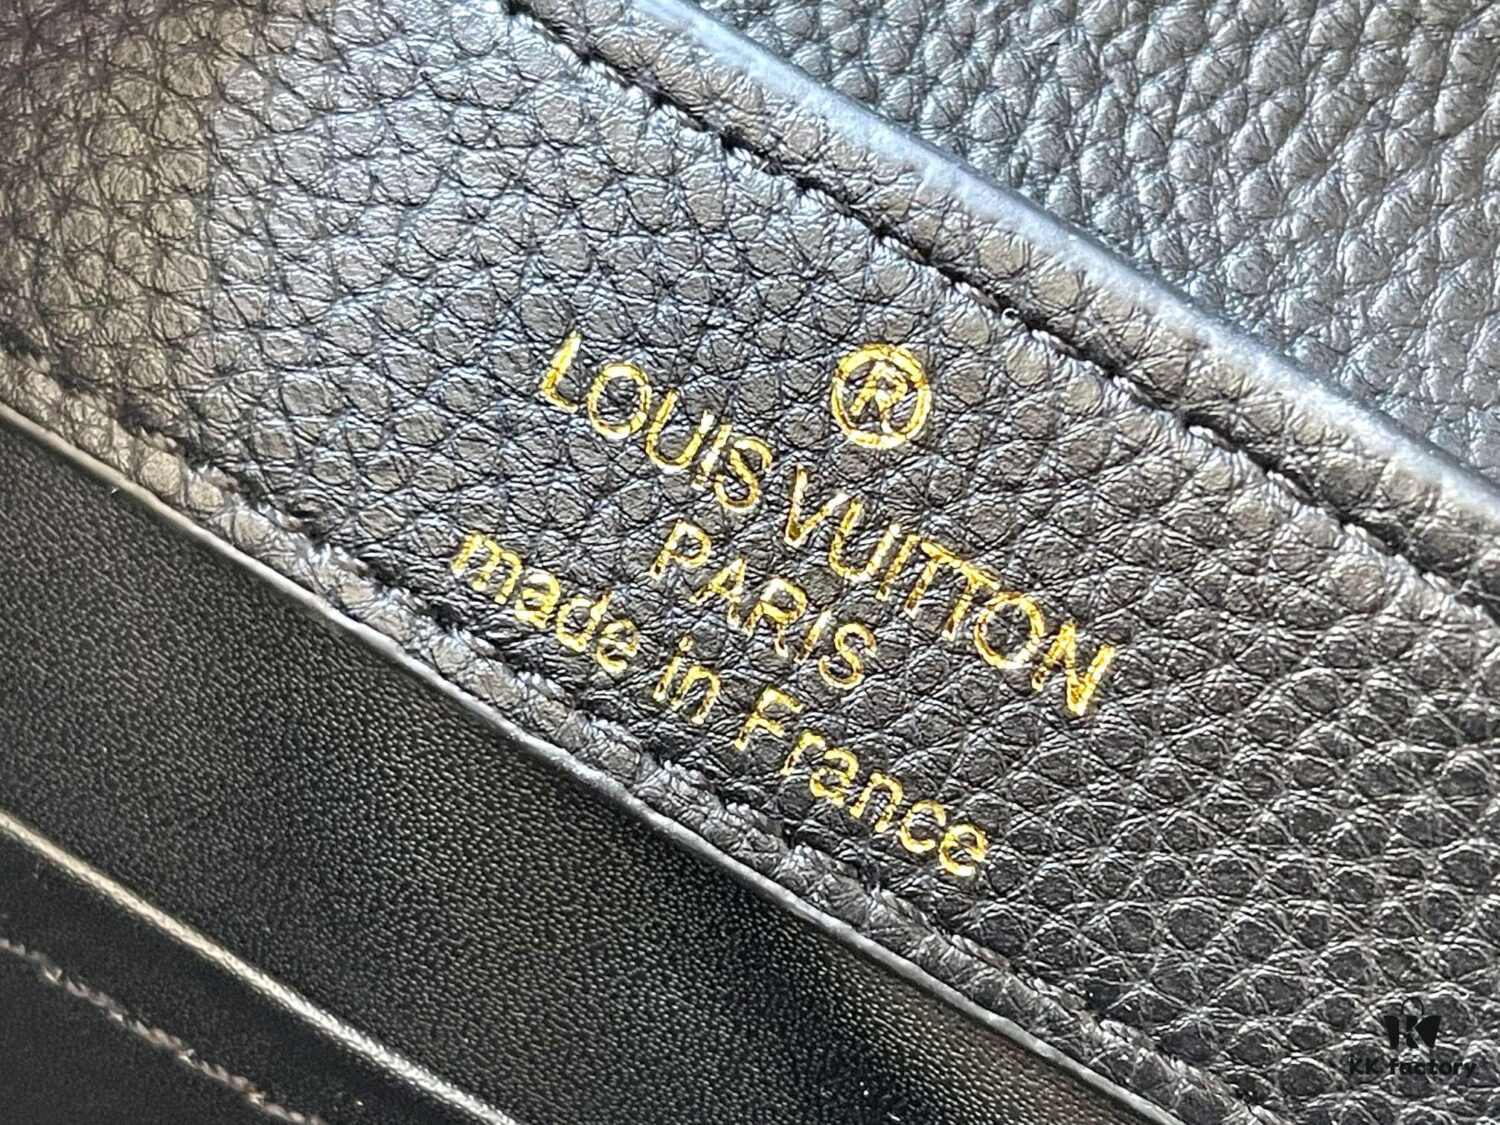 ®
LOUIS VUITTON
PARIS
made in France
KK factory